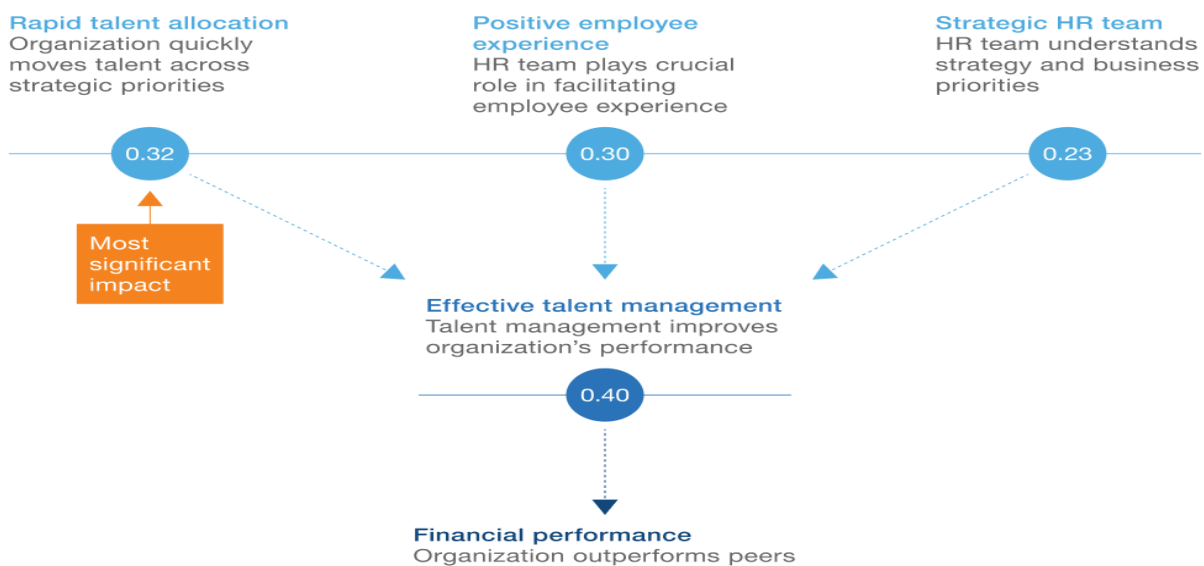 Rapid talent allocation
Organization quickly
moves talent across
strategic priorities
Positive employee
experience
HR team plays crucial
role in facilitating
employee experience
Strategic HR team
HR team understands
strategy and business
priorities
0.32
0.30
0.23
Most
significant
impact
Effective talent management
Talent management improves
organization’s performance
0.40
Financial performance
Organization outperforms peers